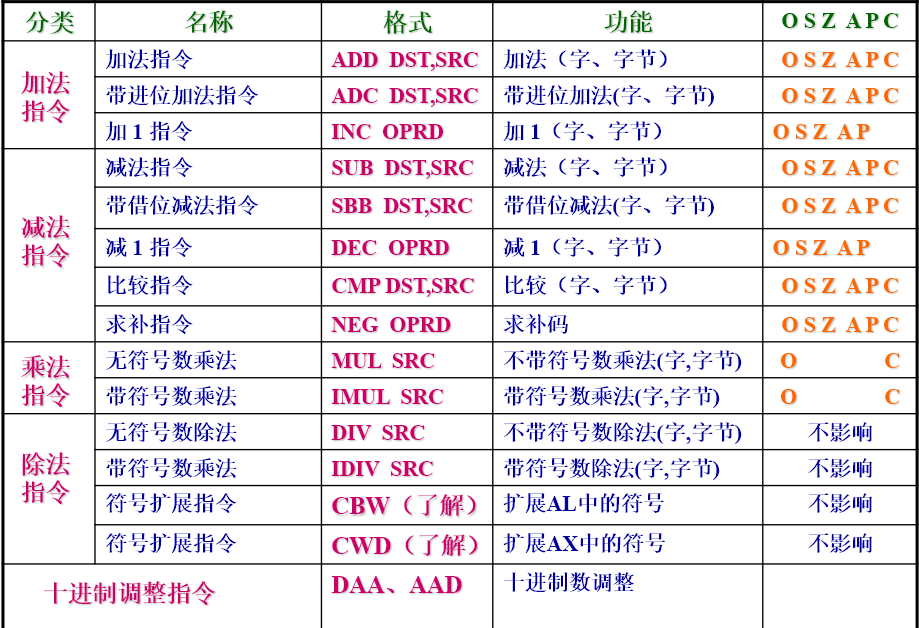 分类 名称 格式 功能 O S Z A P C
加法指令 加法指令 ADD DST,SRC 加法（字、字节） O S Z A P C
带进位加法指令 ADC DST,SRC 带进位加法(字、字节) O S Z A P C
加 1 指令 INC OPRD 加 1（字、字节） O S Z A P
减法指令 减法指令 SUB DST,SRC 减法（字、字节） O S Z A P C
带借位减法指令 SBB DST,SRC 带借位减法(字、字节) O S Z A P C
减 1 指令 DEC OPRD 减 1（字、字节） O S Z A P
比较指令 CMP DST,SRC 比较（字、字节） O S Z A P C
求补指令 NEG OPRD 求补码 O S Z A P C
乘法指令 无符号数乘法 MUL SRC 不带符号数乘法(字,字节) O C
带符号数乘法 IMUL SRC 带符号数乘法(字,字节) O C
除法指令 无符号数除法 DIV SRC 不带符号数除法(字,字节) 不影响
带符号数乘法 IDIV SRC 带符号数除法(字,字节) 不影响
符号扩展指令 CBW（了解） 扩展AL中的符号 不影响
符号扩展指令 CWD（了解） 扩展AX中的符号 不影响
十进制调整指令 DAA、AAD 十进制数调整